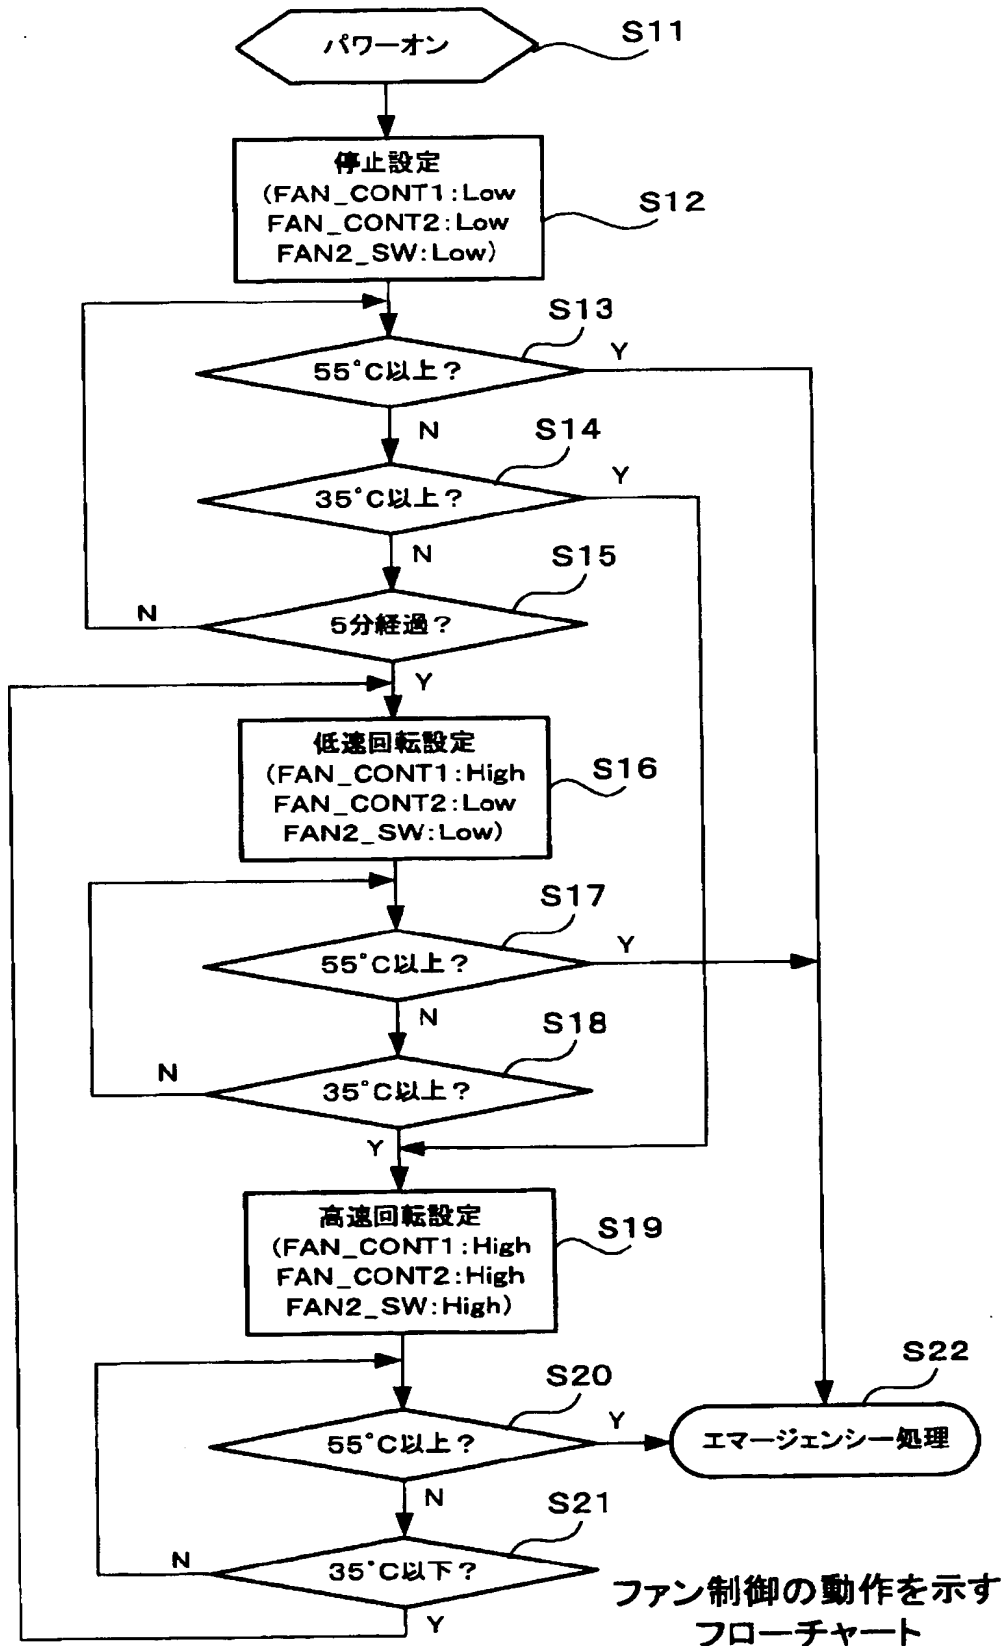 パワーオン
S11
停止設定
(FAN_CONT1:Low
FAN_CONT2:Low
FAN2_SW:Low)
S12
S13
55°C以上?
Y
N
S14
35°C以上?
Y
N
S15
5分経過?
N
Y
低速回転設定
(FAN_CONT1:High
FAN_CONT2:Low
FAN2_SW:Low)
S16
S17
55°C以上?
Y
N
S18
35°C以上?
N
Y
高速回転設定
(FAN_CONT1:High
FAN_CONT2:High
FAN2_SW:High)
S19
S20
55°C以上?
Y
N
S22
エマージェンシー処理
S21
35°C以下?
N
Y
ファン制御の動作を示す
フローチャート